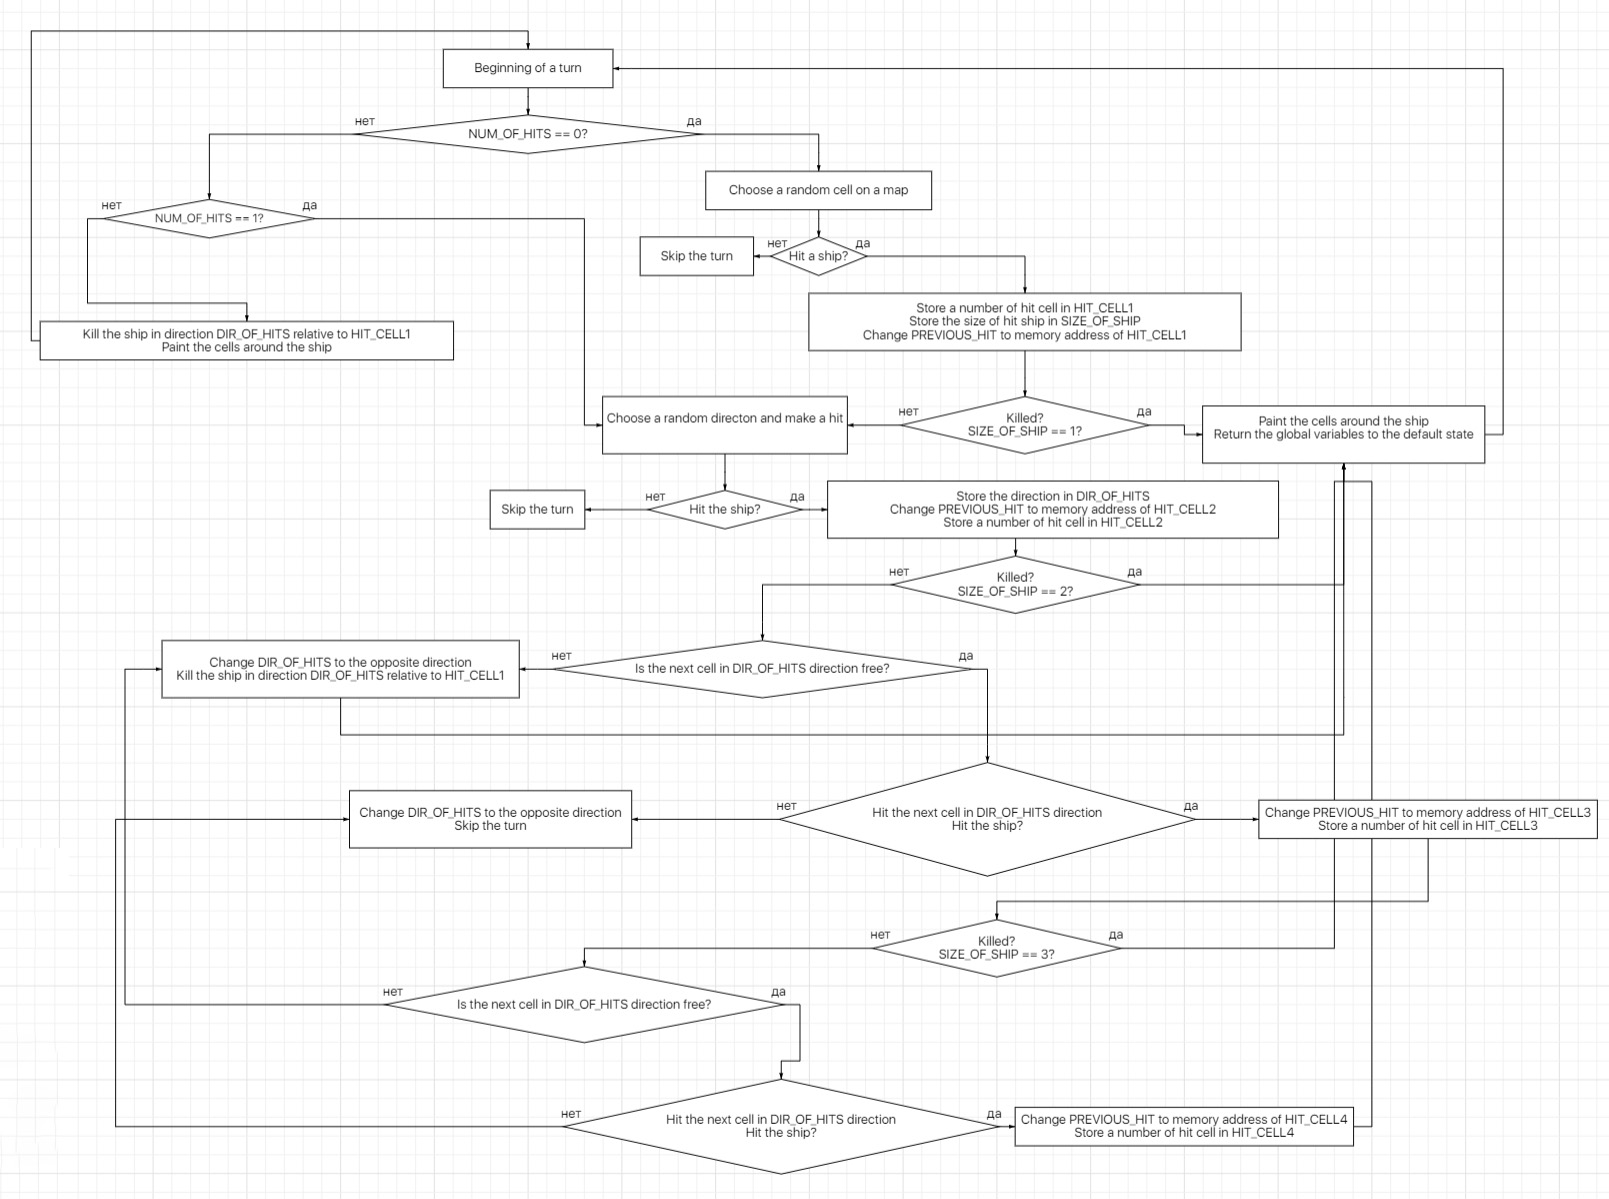 Beginning of a turn
нет
да
NUM_OF_HITS == 0?
Choose a random cell on a map
нет
да
NUM_OF_HITS == 1?
Skip the turn
нет
да
Hit a ship?
Store a number of hit cell in HIT_CELL1
Store the size of hit ship in SIZE_OF_SHIP
Change PREVIOUS_HIT to memory address of HIT_CELL1
Kill the ship in direction DIR_OF_HITS relative to HIT_CELL1
Paint the cells around the ship
Choose a random directon and make a hit
нет
да
Killed?
SIZE_OF_SHIP == 1?
Paint the cells around the ship
Return the global variables to the default state
Skip the turn
нет
да
Hit the ship?
Store the direction in DIR_OF_HITS
Change PREVIOUS_HIT to memory address of HIT_CELL2
Store a number of hit cell in HIT_CELL2
нет
да
Killed?
SIZE_OF_SHIP == 2?
Change DIR_OF_HITS to the opposite direction
Kill the ship in direction DIR_OF_HITS relative to HIT_CELL1
нет
да
Is the next cell in DIR_OF_HITS direction free?
Change DIR_OF_HITS to the opposite direction
Skip the turn
нет
да
Hit the next cell in DIR_OF_HITS direction
Hit the ship?
Change PREVIOUS_HIT to memory address of HIT_CELL3
Store a number of hit cell in HIT_CELL3
нет
да
Killed?
SIZE_OF_SHIP == 3?
нет
да
Is the next cell in DIR_OF_HITS direction free?
нет
да
Hit the next cell in DIR_OF_HITS direction
Hit the ship?
Change PREVIOUS_HIT to memory address of HIT_CELL4
Store a number of hit cell in HIT_CELL4